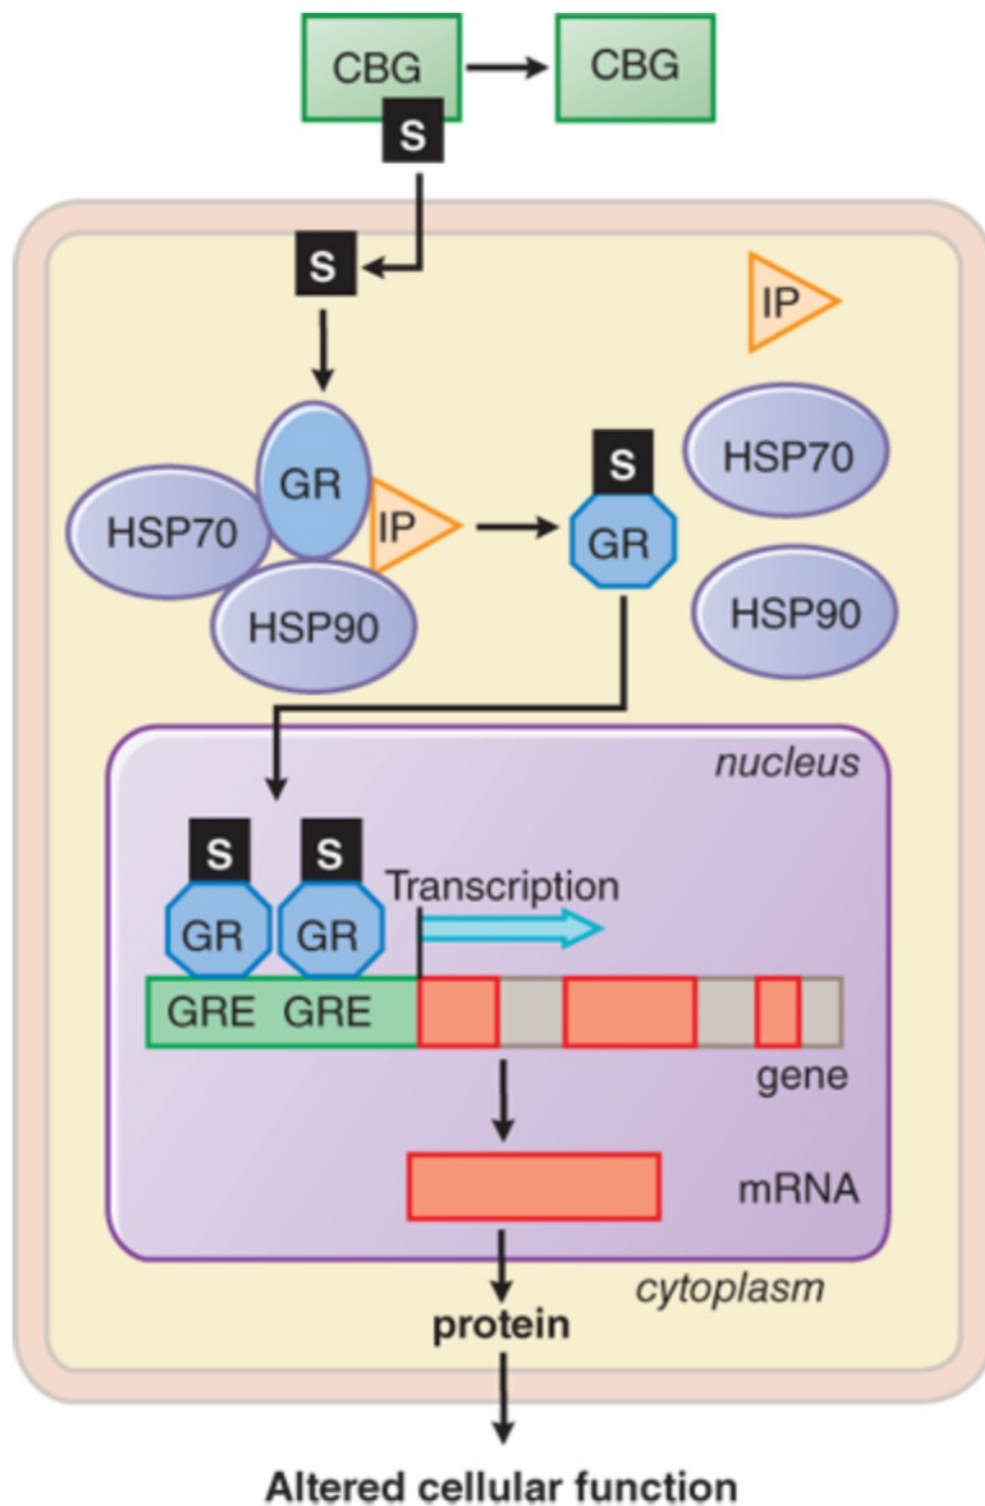 CBG
CBG
S
S
IP
GR
HSP70
IP
HSP90
S
GR
HSP70
HSP90
nucleus
S
S
Transcription
GR
GR
GRE
GRE
gene
mRNA
cytoplasm
protein
Altered cellular function